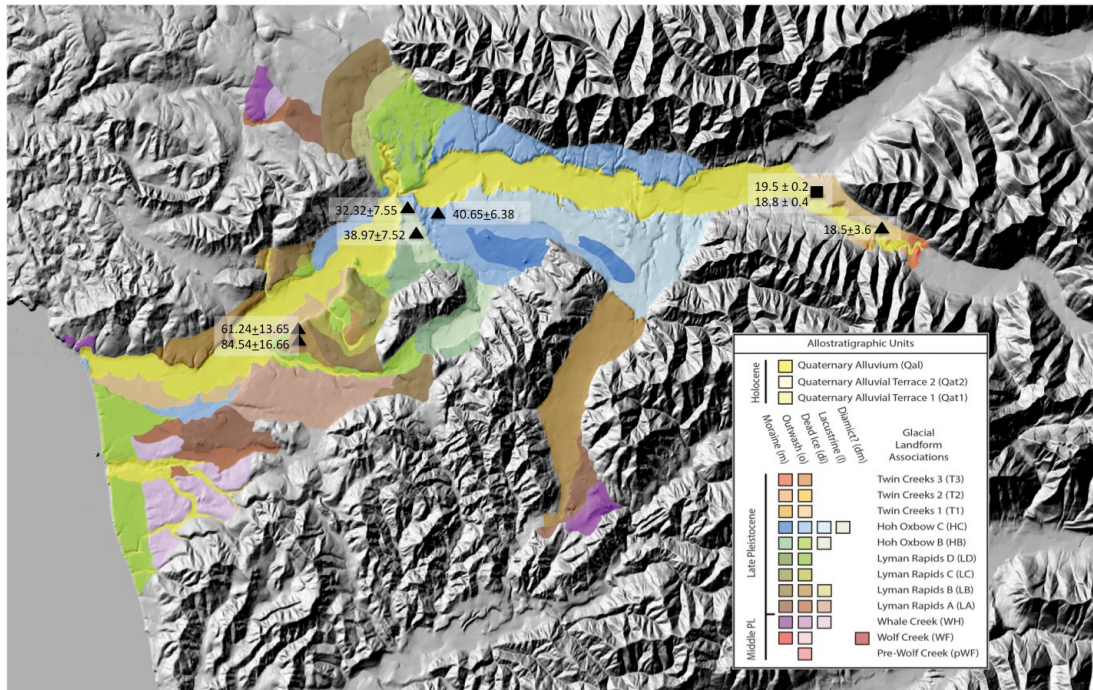 19.5 ± 0.2
18.8 ± 0.4
32.32±7.55
40.65±6.38
38.97±7.52
18.5±3.6
61.24±13.65
84.54±16.66
Allostratigraphic Units
Holocene
Quaternary Alluvium (Qal)
Quaternary Alluvial Terrace 2 (Qat2)
Quaternary Alluvial Terrace 1 (Qat1)
Moraine (m)
Outwash (o)
Dead Ice (di)
Lacustrine (l)
Diamict? (dm)
Glacial
Landform
Associations
Late Pleistocene
Twin Creeks 3 (T3)
Twin Creeks 2 (T2)
Twin Creeks 1 (T1)
Hoh Oxbow C (HC)
Hoh Oxbow B (HB)
Lyman Rapids D (LD)
Lyman Rapids C (LC)
Lyman Rapids B (LB)
Lyman Rapids A (LA)
Middle PL
Whale Creek (WH)
Wolf Creek (WF)
Pre-Wolf Creek (pWF)